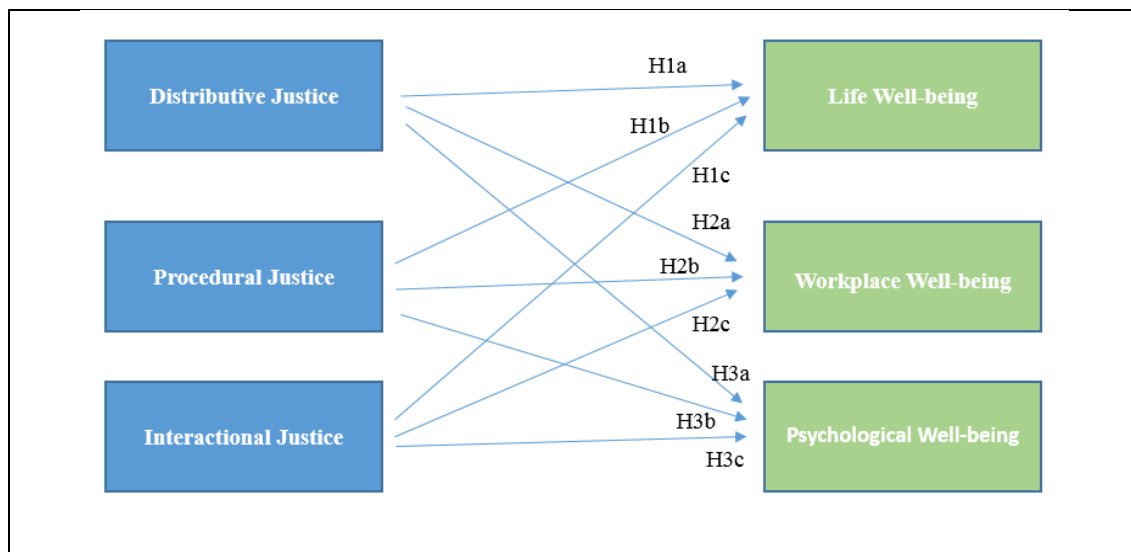 Distributive Justice
H1a
Life Well-being
H1b
H1c
H2a
Procedural Justice
H2b
Workplace Well-being
H2c
H3a
Interactional Justice
H3b
Psychological Well-being
H3c